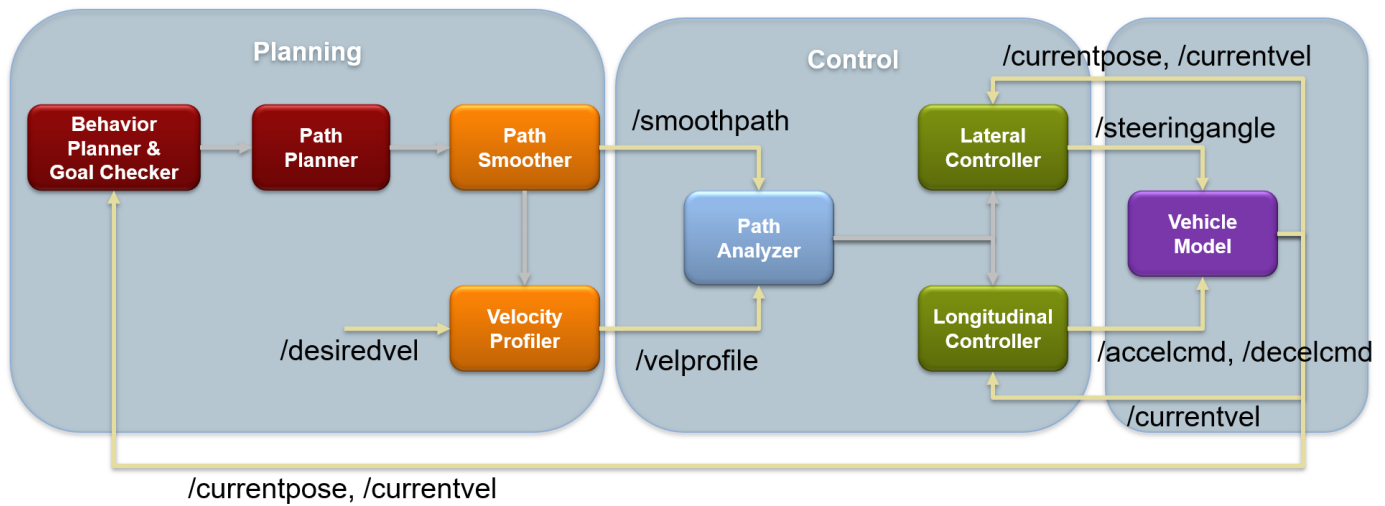 Planning
Control
/currentpose, /currentvel
Behavior
Planner &
Goal Checker
Path
Planner
Path
Smoother
/smoothpath
Lateral
Controller
/steeringangle
Path
Analyzer
Vehicle
Model
/desiredvel
Velocity
Profiler
/velprofile
Longitudinal
Controller
/accelcmd, /decelcmd
/currentvel
/currentpose, /currentvel